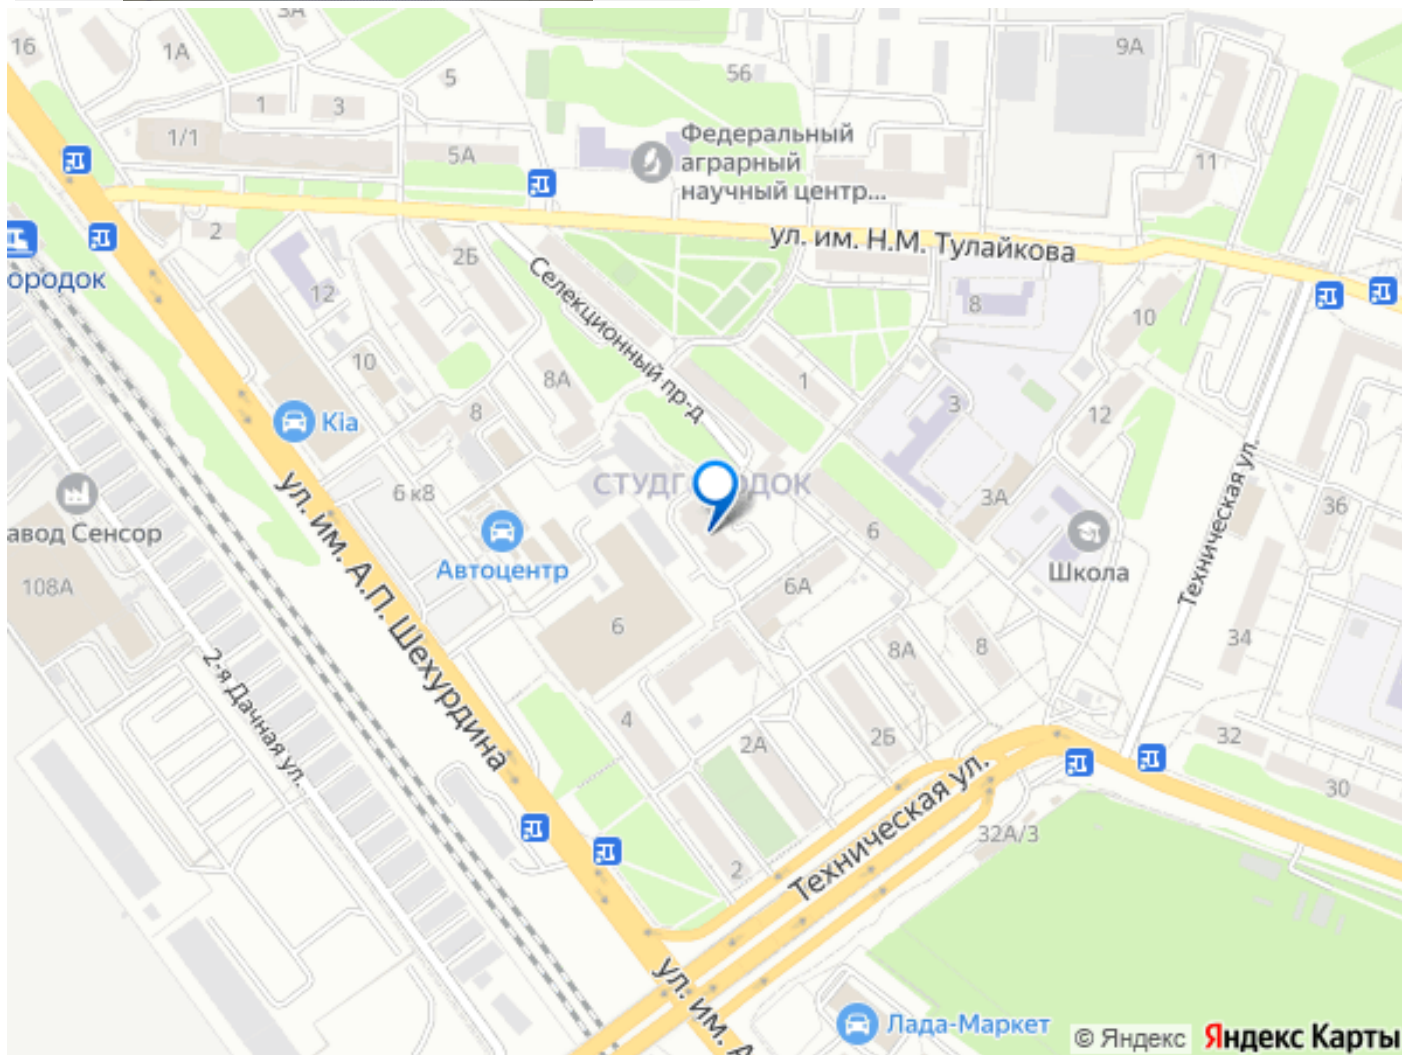 3А
16
1А
9А
5
56
1
3
1/1
Федеральный
аграрный
научный центр...
5А
11
2
ул. им. Н.М. Тулайкова
2Б
ородок
Селекционный пр-д
12
8
10
10
8А
1
3
12
8
Kia
СТУДГ
ОДОК
6 к8
3А
36
авод Сенсор
6
Автоцентр
Школа
Техническая ул.
108А
6А
ул. им. А.П. Шехурдина
6
34
8А
8
2-я Дачная ул.
4
2А
2Б
32
30
Техническая ул.
32А/3
2
ул. им. А
Лада-Маркет
© Яндекс
Яндекс Карты